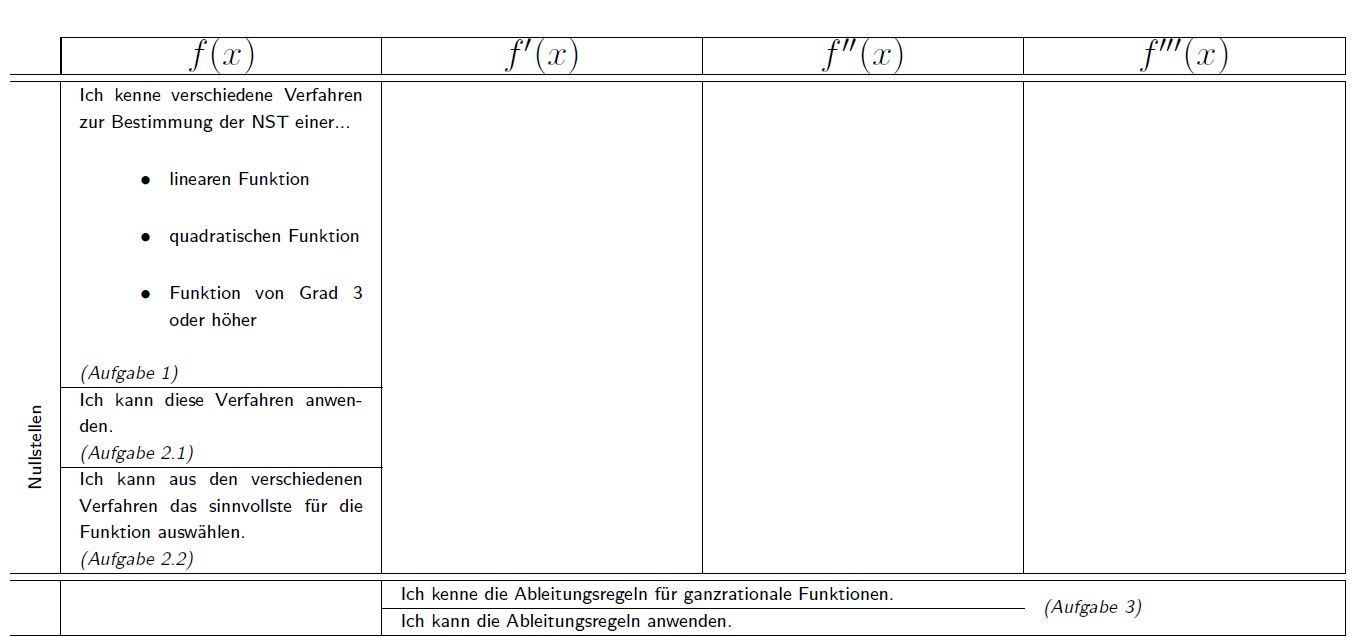 f(x) f′(x) f′′(x) f′′′(x)
Nullstellen
Ich kenne verschiedene Verfahren
zur Bestimmung der NST einer...
• linearen Funktion
• quadratischen Funktion
• Funktion von Grad 3
oder höher
(Aufgabe 1)
Ich kann diese Verfahren anwen-
den.
(Aufgabe 2.1)
Ich kann aus den verschiedenen
Verfahren das sinnvollste für die
Funktion auswählen.
(Aufgabe 2.2)
Ich kenne die Ableitungsregeln für ganzrationale Funktionen.
Ich kann die Ableitungsregeln anwenden.
(Aufgabe 3)